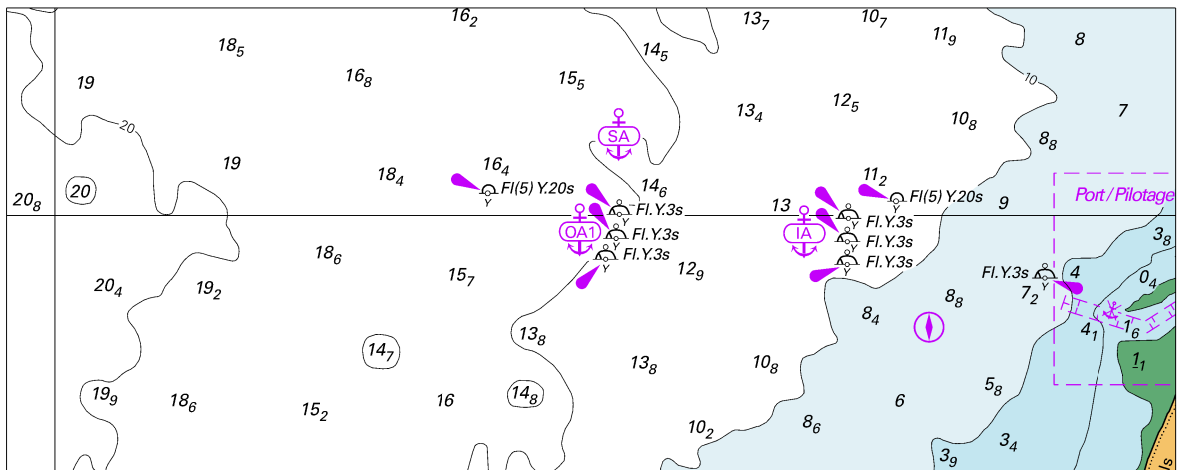 16₂ 13₇ 10₇ 11₉ 8
18₅ 14₅
19 16₈ 15₅ 10
13₄ 12₅ 7
20 SA 10₈ 8₈
19 18₄ 16₄ 14₆ 11₂
20₈ 20 Y Fl(5) Y.20s 13 Y Fl(5) Y.20s 9 Port/Pilotage
Fl.Y.3s Y Fl.Y.3s Y
OA1 Fl.Y.3s Y IA Fl.Y.3s Y 3₈
18₆ Fl.Y.3s Y Fl.Y.3s Y
20₄ 19₂ 15₇ 12₉ Fl.Y.3s Y 4 0₄
8₄ 8₈ 7₂
14₇ 13₈ 4₁ 1₆
13₈ 10₈ 1₁
19₉ 18₆ 15₂ 16 14₈ 6 5₈
10₂ 8₆ 3₄
3₉